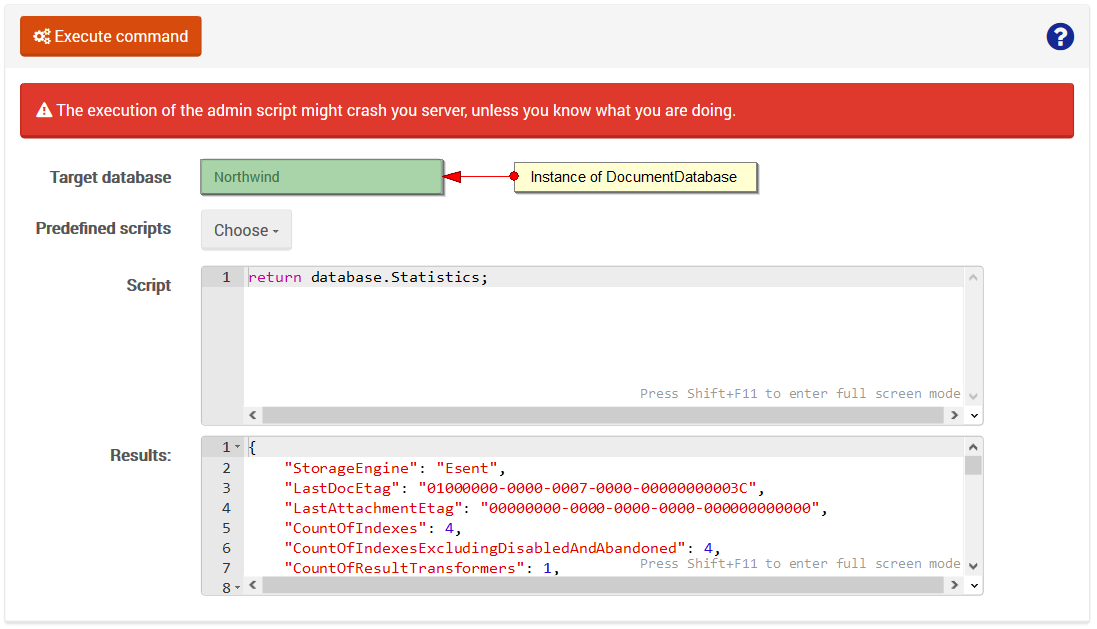 Execute command
?
The execution of the admin script might crash you server, unless you know what you are doing.
Target database Northwind Instance of DocumentDatabase
Predefined scripts Choose
Script 1 return database.Statistics;
Press Shift+F11 to enter full screen mode
Results: 1 {
2 "StorageEngine": "Esent",
3 "LastDocEtag": "01000000-0000-0007-0000-00000000003C",
4 "LastAttachmentEtag": "00000000-0000-0000-0000-000000000000",
5 "CountOfIndexes": 4,
6 "CountOfIndexesExcludingDisabledAndAbandoned": 4,
7 "CountOfResultTransformers": 1,
Press Shift+F11 to enter full screen mode
8